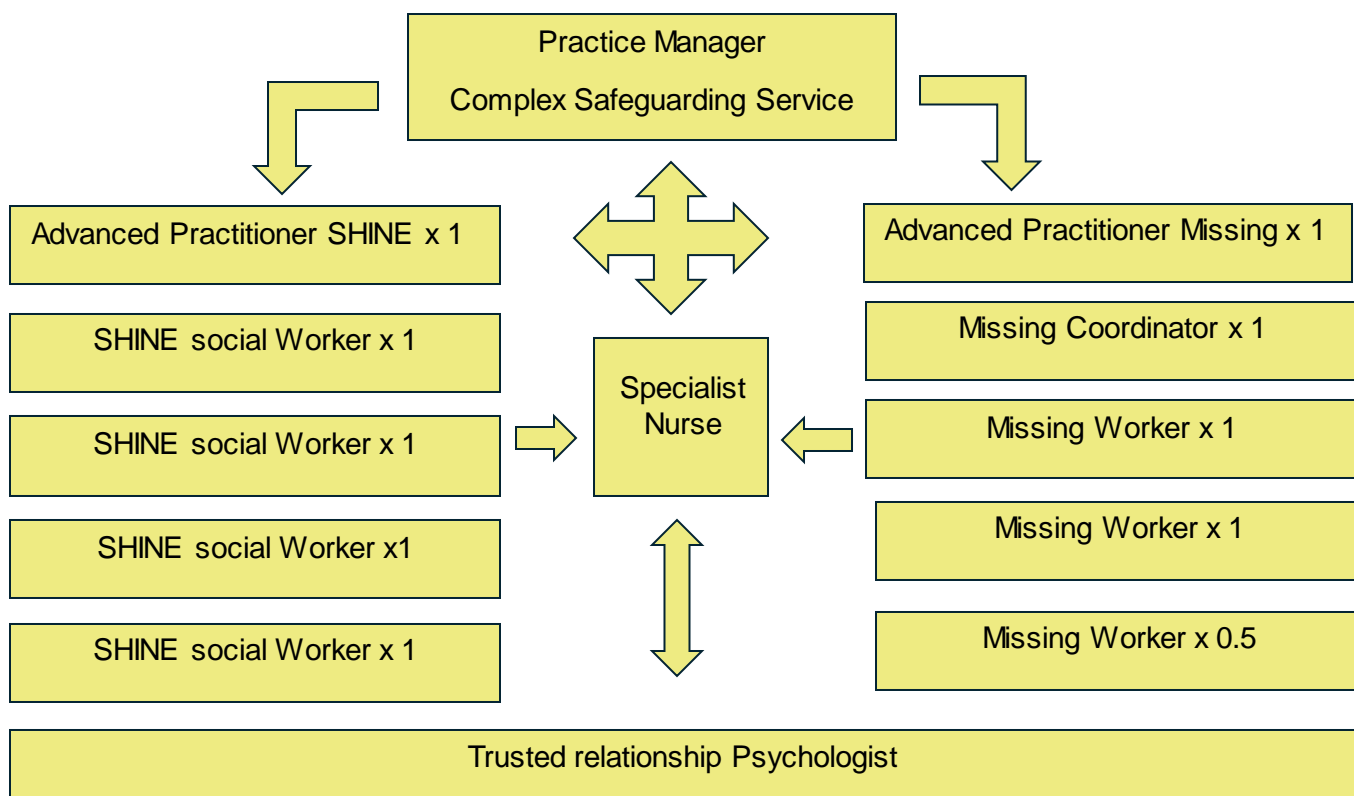 Practice Manager
Complex Safeguarding Service
Advanced Practitioner SHINE x 1
SHINE social Worker x 1
SHINE social Worker x 1
SHINE social Worker x1
SHINE social Worker x 1
Specialist
Nurse
Advanced Practitioner Missing x 1
Missing Coordinator x 1
Missing Worker x 1
Missing Worker x 1
Missing Worker x 0.5
Trusted relationship Psychologist